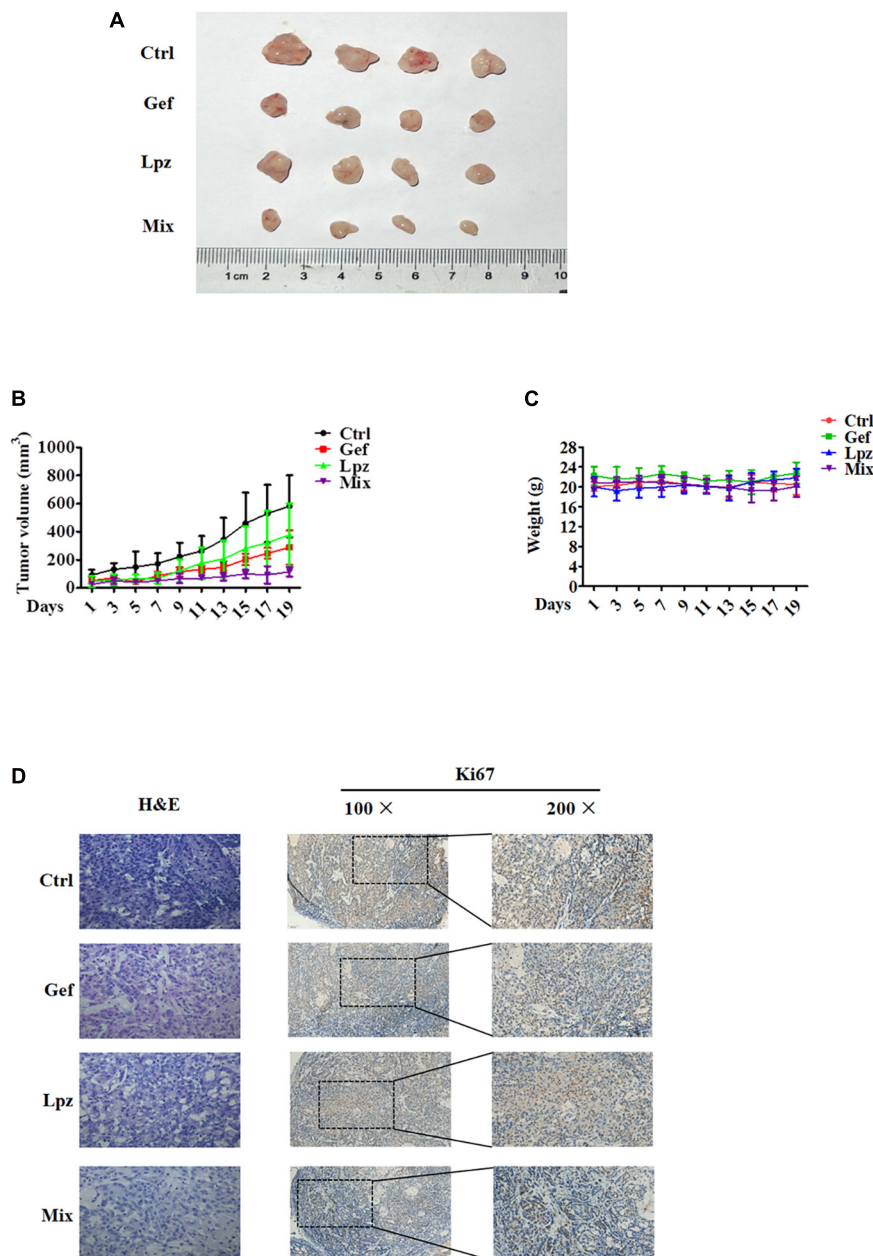 A
Ctrl
Gef
Lpz
Mix
1 cm 2 3 4 5 6 7 8 9 10
B
Tumor volume (mm3)
1000
800
600
400
200
0
Days 1 3 5 7 9 11 13 15 17 19
Ctrl
Gef
Lpz
Mix
C
Weight (g)
28
24
20
16
12
8
4
0
Days 1 3 5 7 9 11 13 15 17 19
Ctrl
Gef
Lpz
Mix
D
Ki67
H&E 100 × 200 ×
Ctrl
Gef
Lpz
Mix